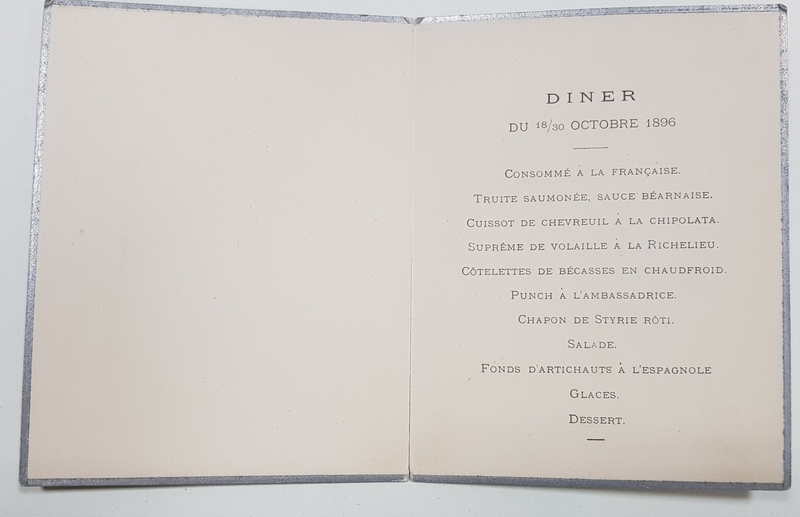 DINER
DU 18/30 OCTOBRE 1896
CONSOMMÉ À LA FRANÇAISE.
TRUITE SAUMONÉE, SAUCE BÉARNAISE.
CUISSOT DE CHEVREUIL À LA CHIPOLATA.
SUPRÊME DE VOLAILLE À LA RICHELIEU.
CÔTELETTES DE BÉCASSES EN CHAUDFROID.
PUNCH À L'AMBASSADRICE.
CHAPON DE STYRIE RÔTI.
SALADE.
FONDS D'ARTICHAUTS À L'ESPAGNOLE
GLACES.
DESSERT.